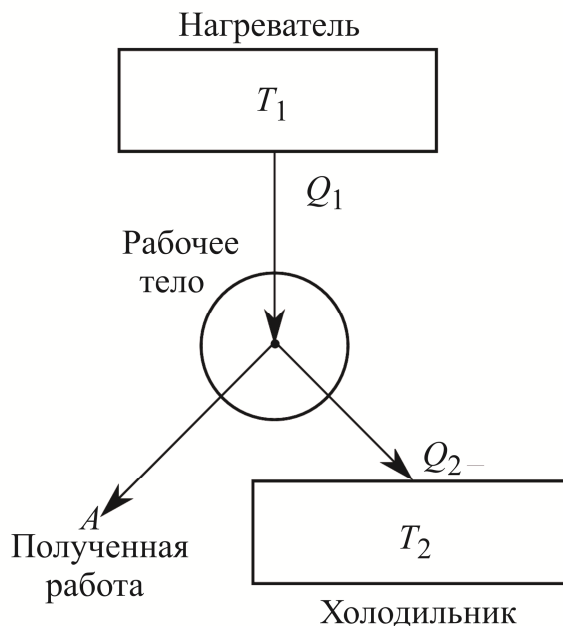 Нагреватель
T1
Q1
Рабочее
тело
Q2
A
Полученная
работа
T2
Холодильник